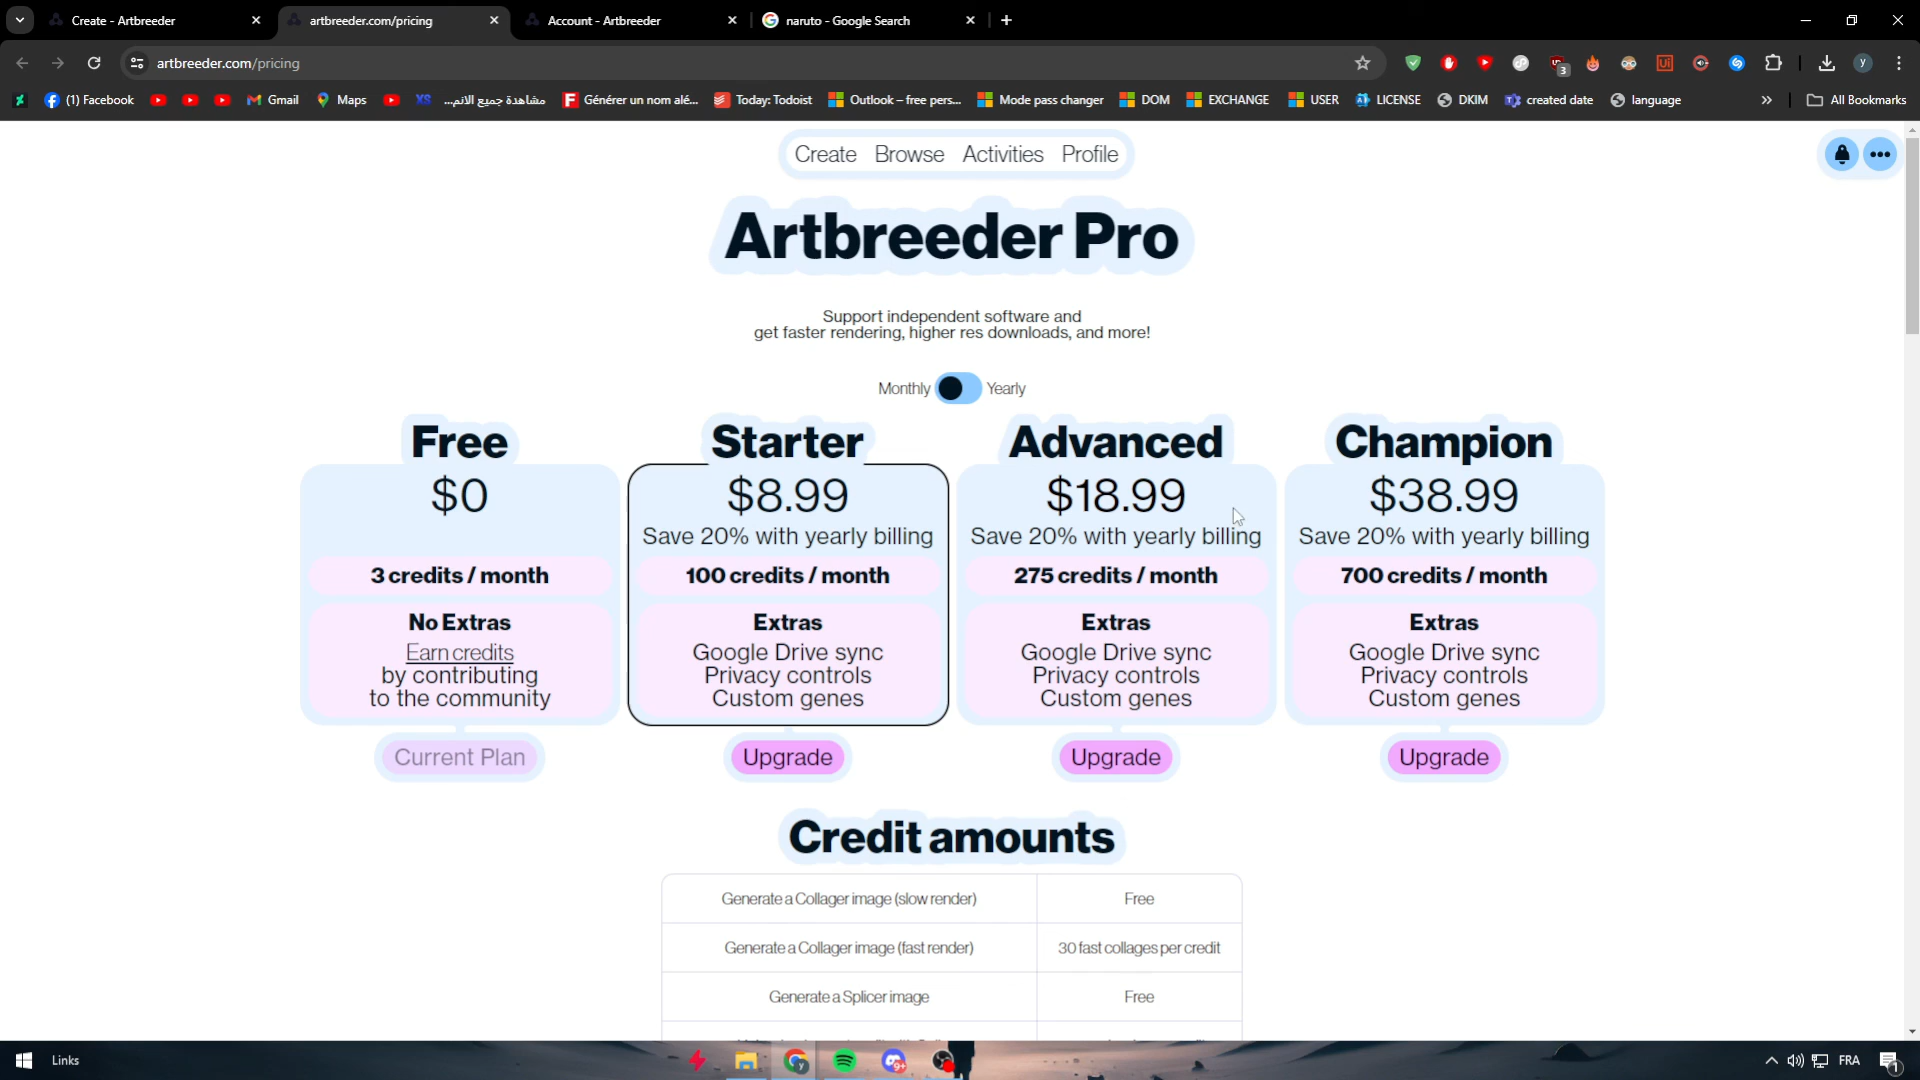 Create - Artbreeder
artbreeder.com/pricing
Account - Artbreeder
naruto - Google Search
artbreeder.com/pricing
3
(1) Facebook
Gmail
Maps
مشاهدة جميع الانم...
Générer un nom alé...
Today: Todoist
Outlook – free pers...
Mode pass changer
DOM
EXCHANGE
USER
LICENSE
DKIM
created date
language
All Bookmarks
Create Browse Activities Profile
Artbreeder Pro
Support independent software and
get faster rendering, higher res downloads, and more!
Monthly Yearly
Free
$0
3 credits / month
No Extras
Earn credits
by contributing
to the community
Current Plan
Starter
$8.99
Save 20% with yearly billing
100 credits / month
Extras
Google Drive sync
Privacy controls
Custom genes
Upgrade
Advanced
$18.99
Save 20% with yearly billing
275 credits / month
Extras
Google Drive sync
Privacy controls
Custom genes
Upgrade
Champion
$38.99
Save 20% with yearly billing
700 credits / month
Extras
Google Drive sync
Privacy controls
Custom genes
Upgrade
Credit amounts
Generate a Collager image (slow render) Free
Generate a Collager image (fast render) 30 fast collages per credit
Generate a Splicer image Free
Links
FRA
1